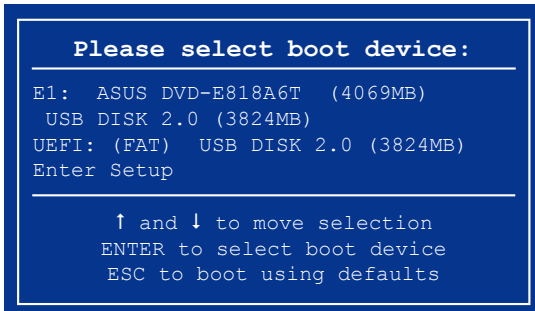 Please select boot device:
E1: ASUS DVD-E818A6T (4069MB)
USB DISK 2.0 (3824MB)
UEFI: (FAT) USB DISK 2.0 (3824MB)
Enter Setup
↑ and ↓ to move selection
ENTER to select boot device
ESC to boot using defaults